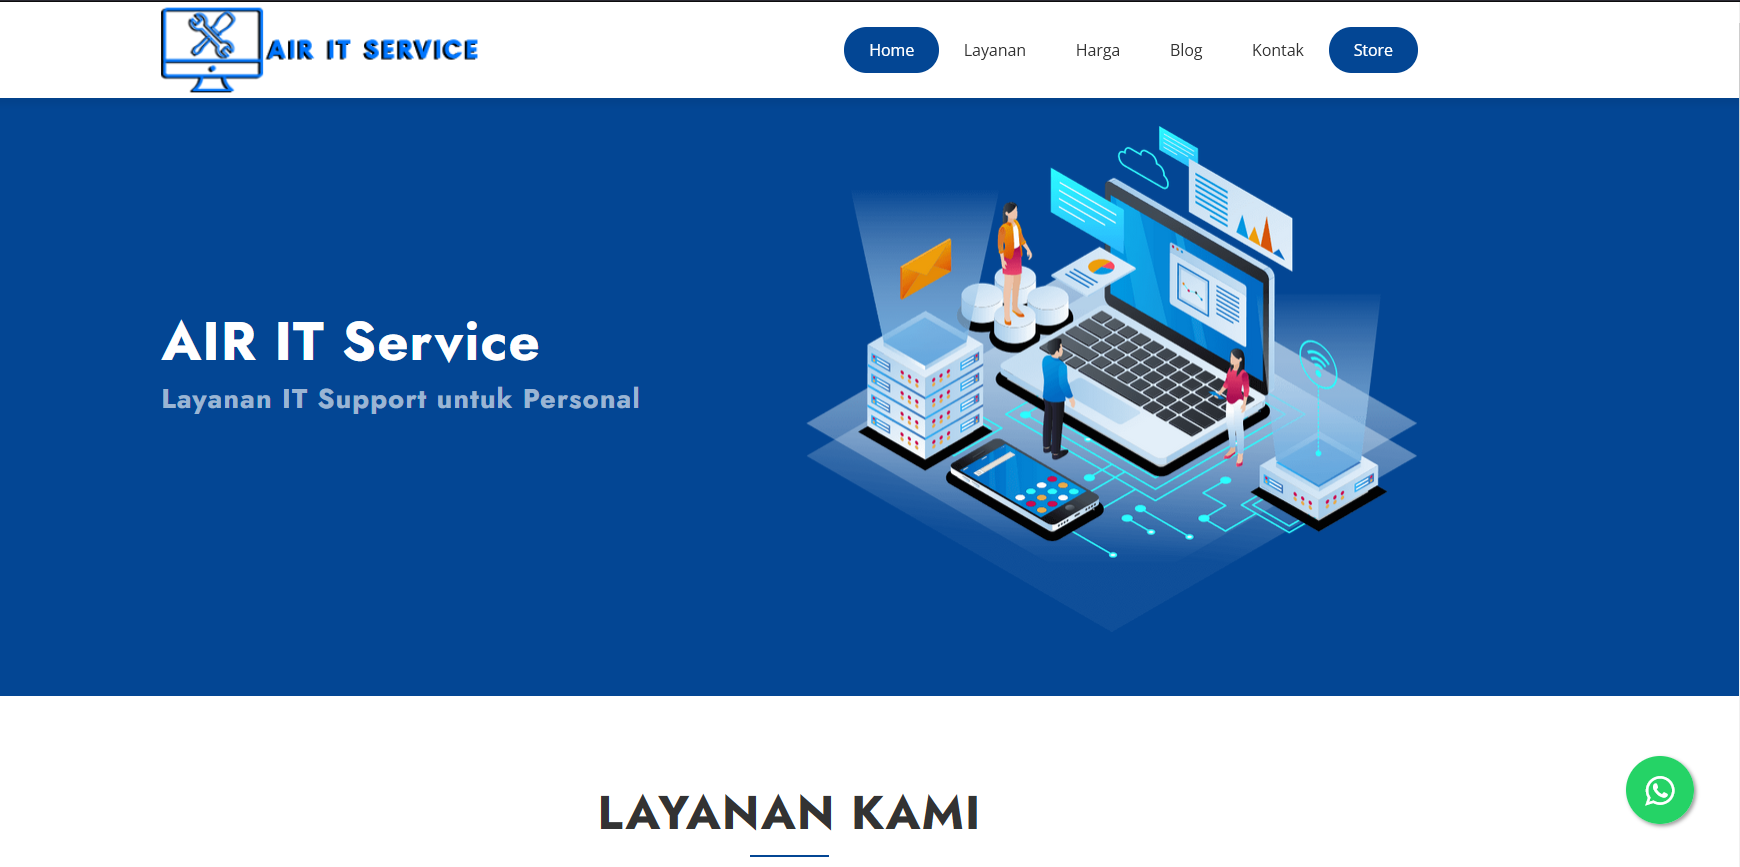 AIR IT SERVICE
Home Layanan Harga Blog Kontak Store
AIR IT Service
Layanan IT Support untuk Personal
LAYANAN KAMI